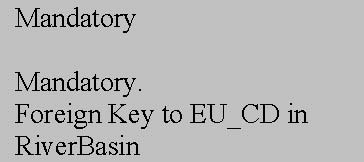 Mandatory
Mandatory.
Foreign Key to EU_CD in
RiverBasin